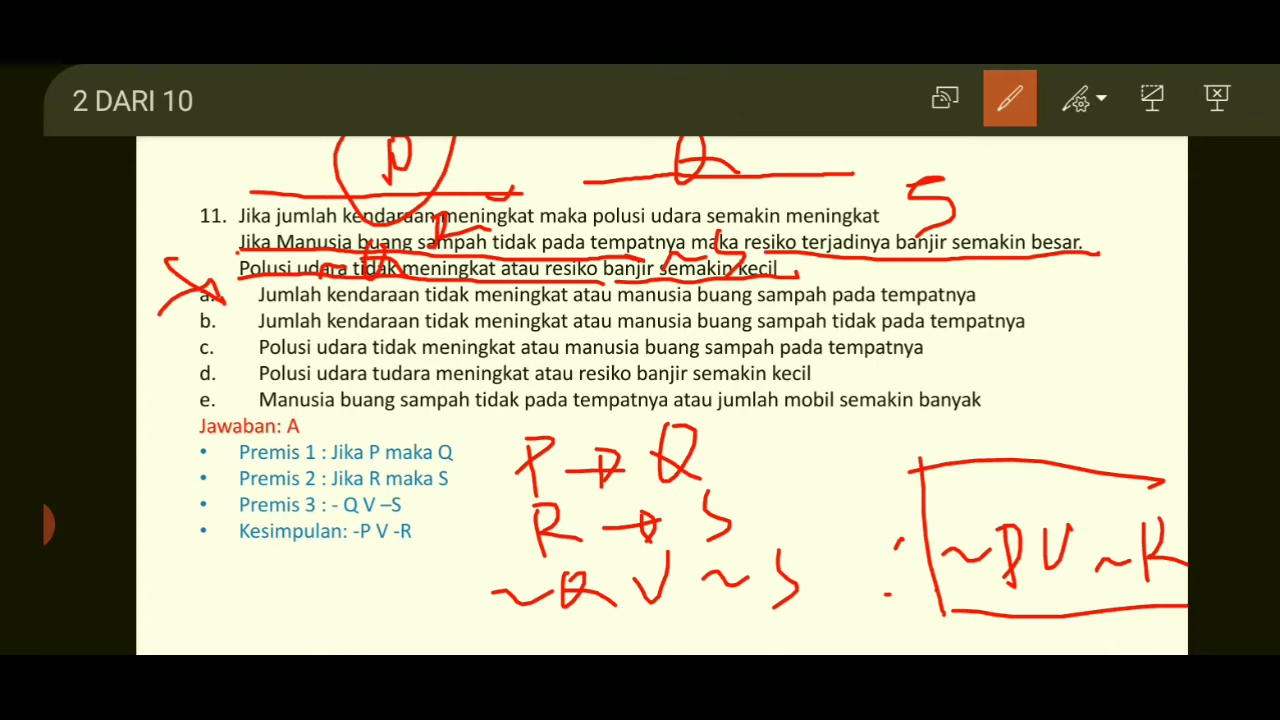 2 DARI 10
P Q
11. Jika jumlah kendaraan meningkat maka polusi udara semakin meningkat
S
R
Jika Manusia buang sampah tidak pada tempatnya maka resiko terjadinya banjir semakin besar.
~Q ~S
Polusi udara tidak meningkat atau resiko banjir semakin kecil
a. Jumlah kendaraan tidak meningkat atau manusia buang sampah pada tempatnya
b. Jumlah kendaraan tidak meningkat atau manusia buang sampah tidak pada tempatnya
c. Polusi udara tidak meningkat atau manusia buang sampah pada tempatnya
d. Polusi udara tudara meningkat atau resiko banjir semakin kecil
e. Manusia buang sampah tidak pada tempatnya atau jumlah mobil semakin banyak
Jawaban: A
• Premis 1 : Jika P maka Q
• Premis 2 : Jika R maka S
• Premis 3 : - Q V –S
• Kesimpulan: -P V -R
P → Q
R → S
~Q V ~S
∴ ~P V ~R